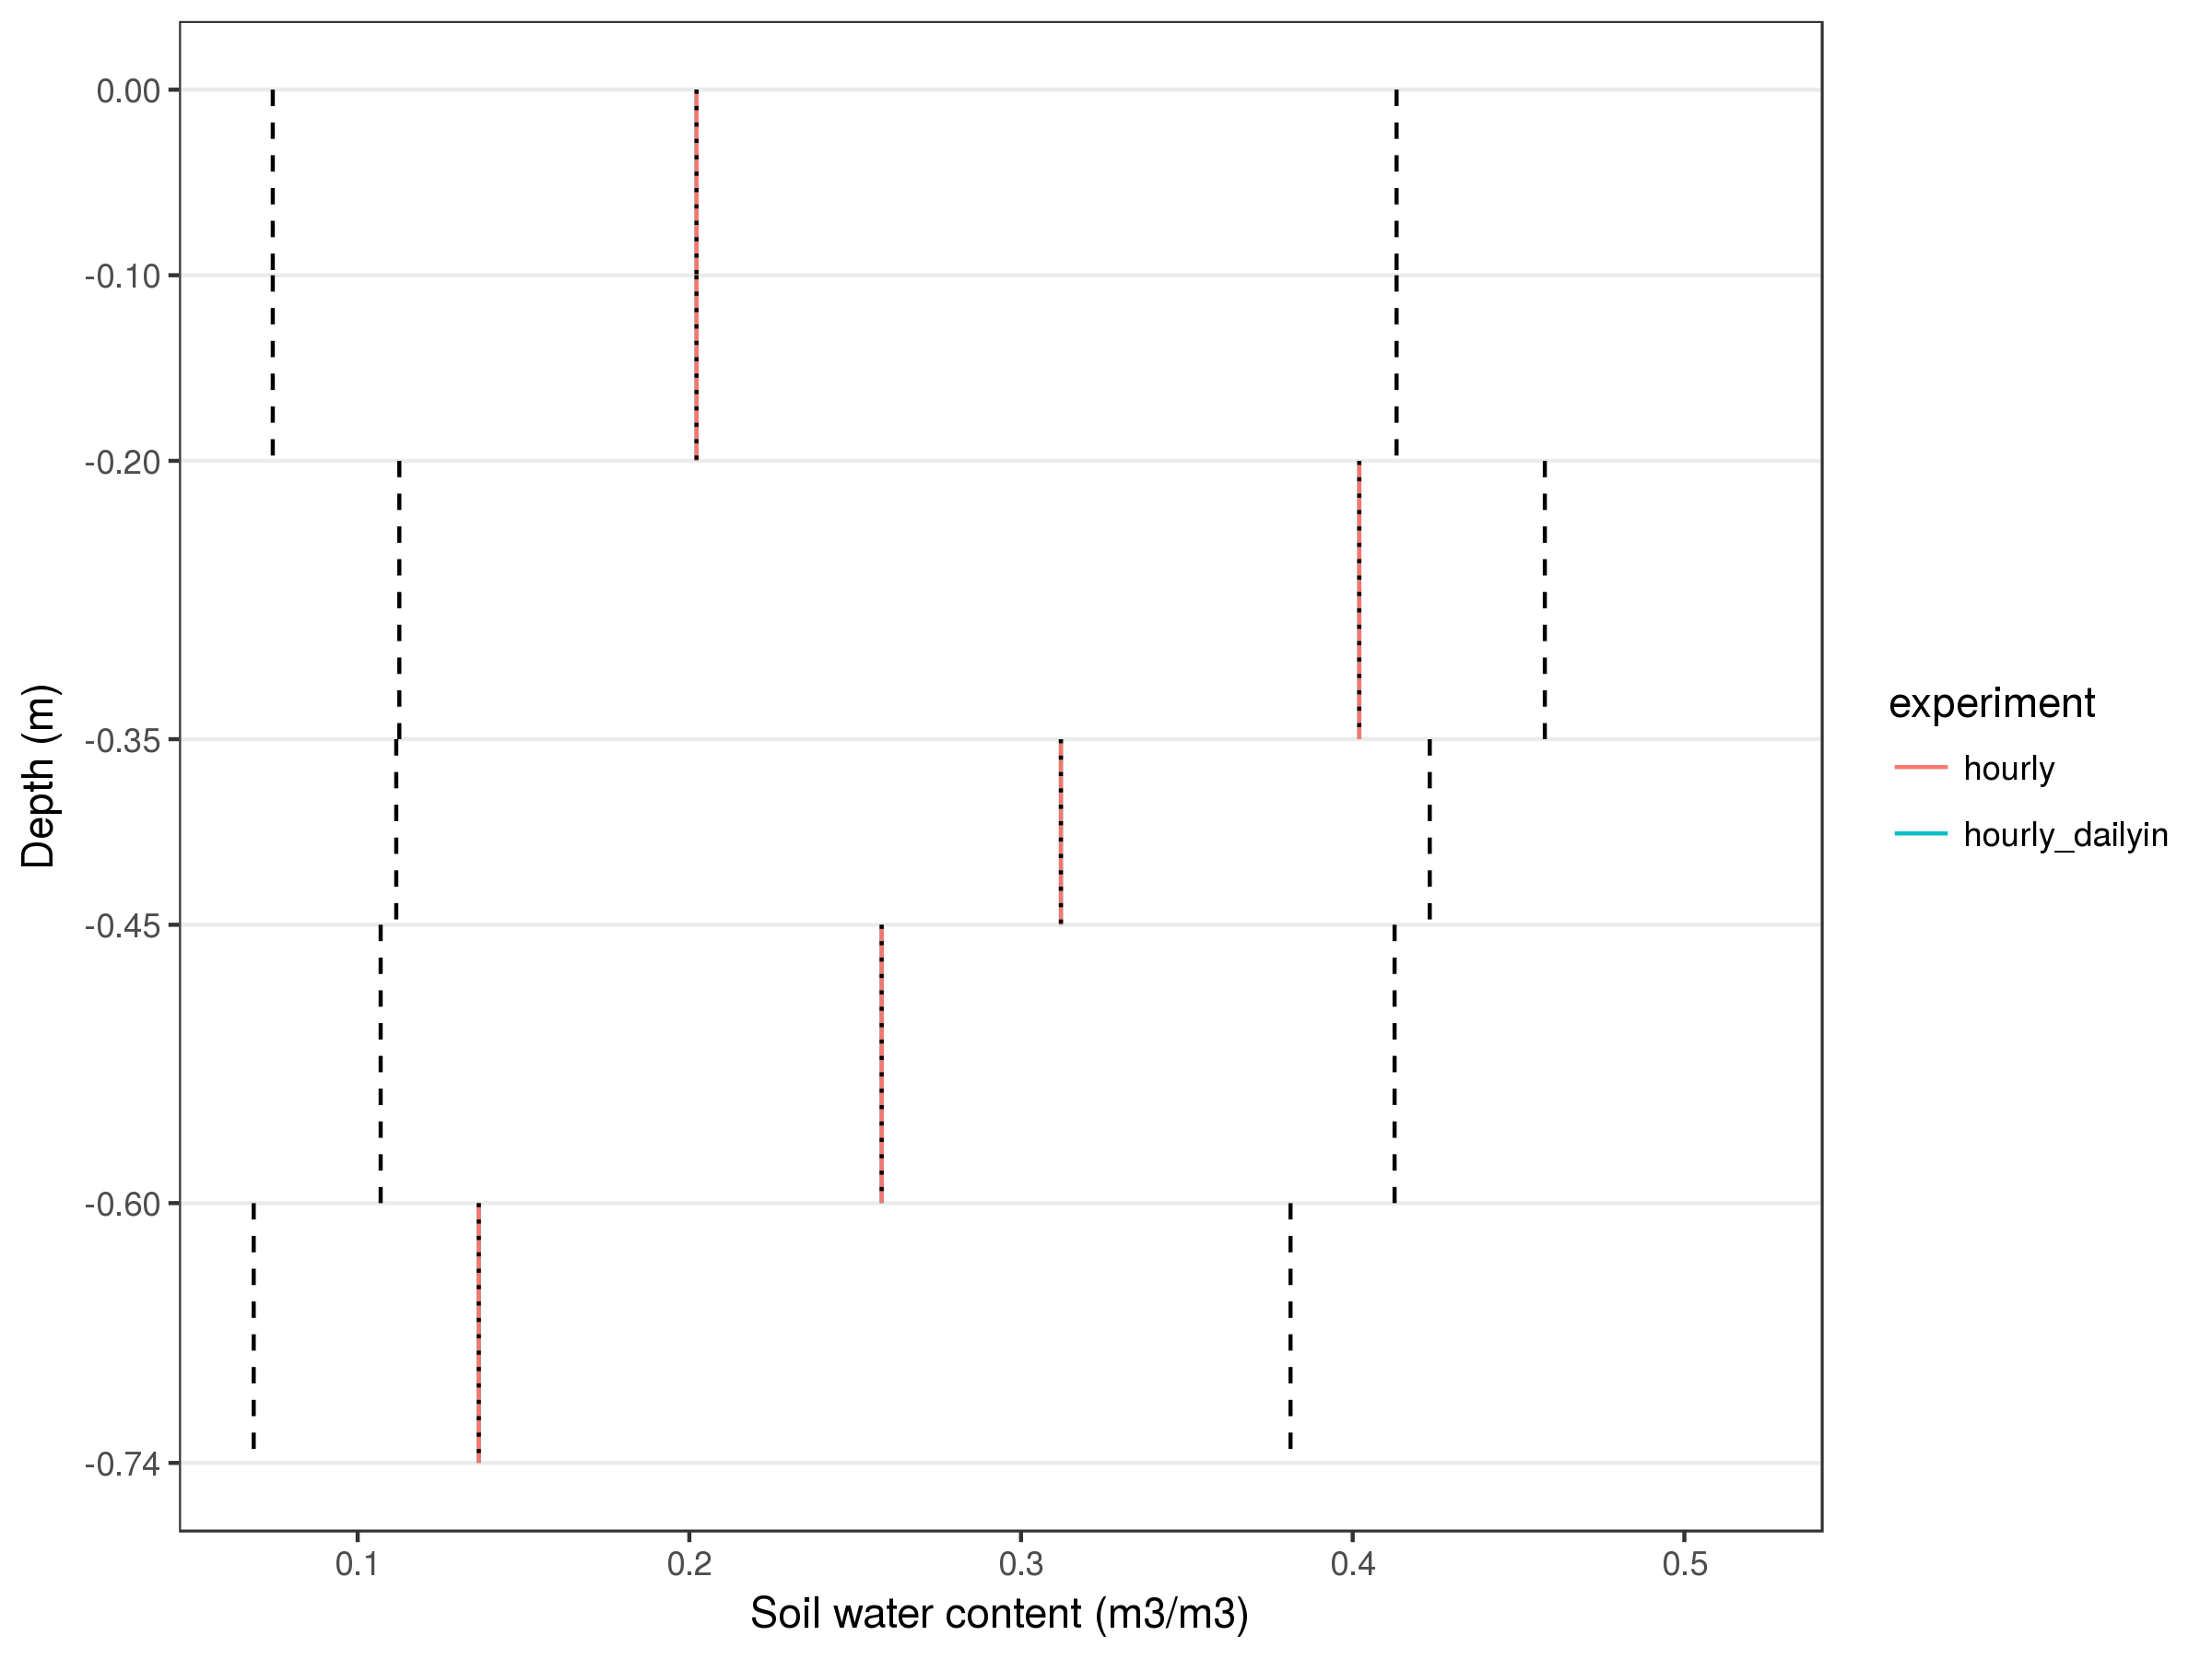 0.00
-0.10
-0.20
-0.35
-0.45
-0.60
-0.74
Depth (m)
0.1 0.2 0.3 0.4 0.5
Soil water content (m3/m3)
experiment
hourly
hourly_dailyin